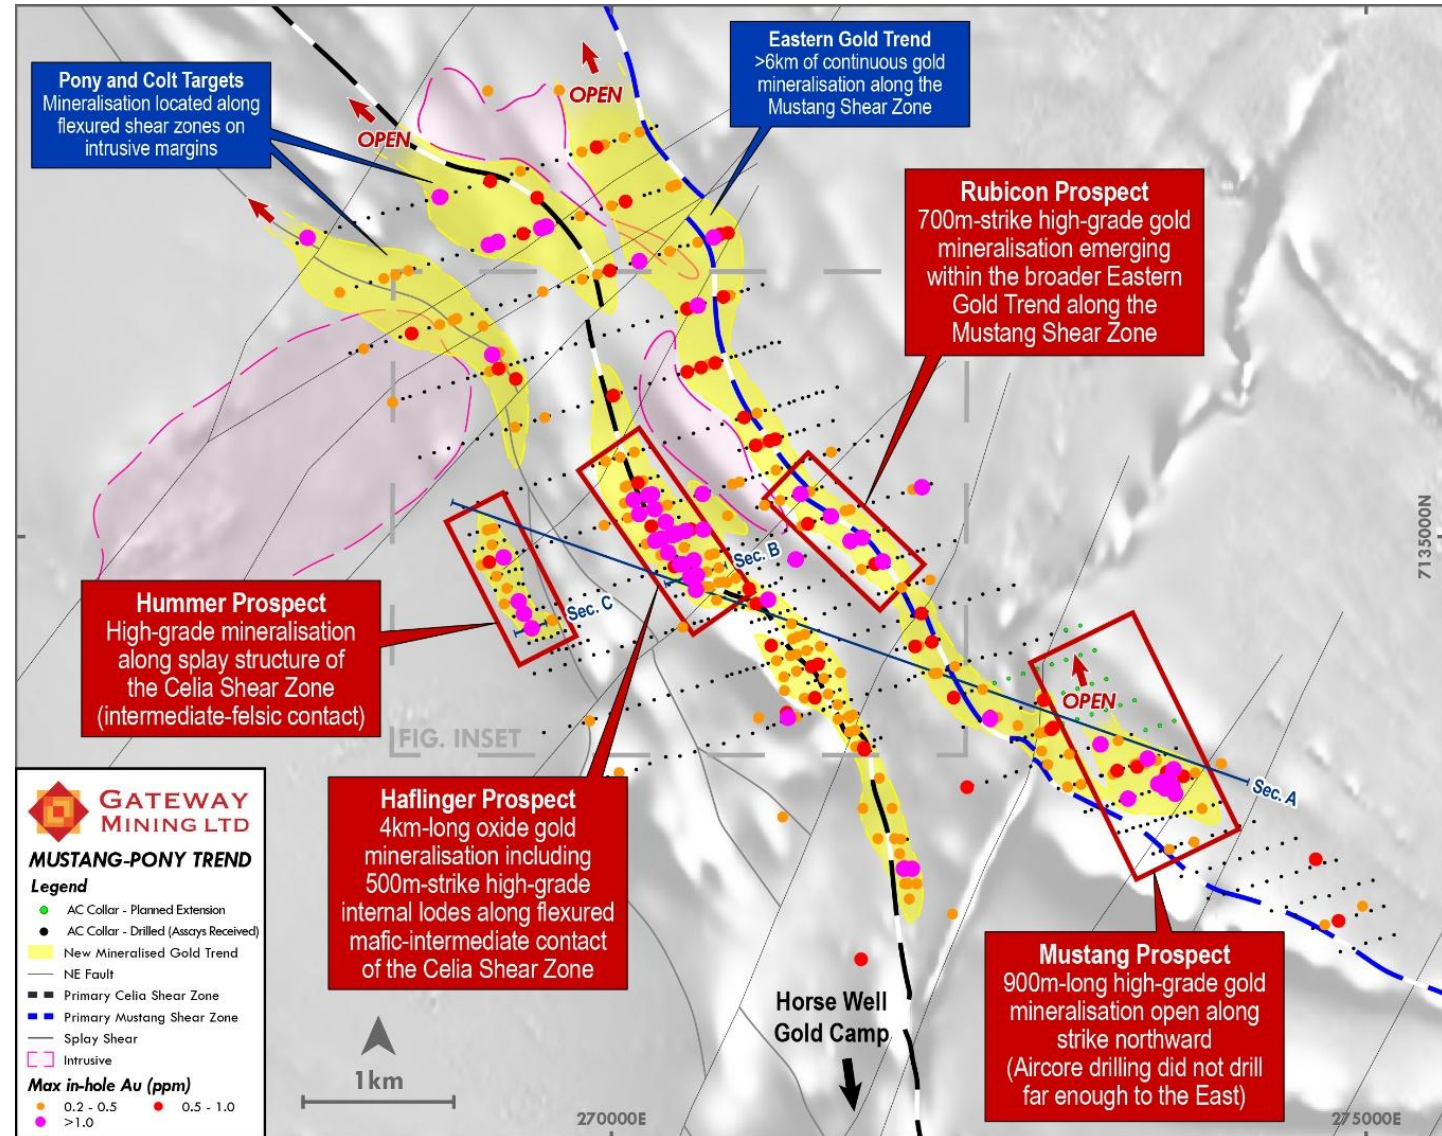 Pony and Colt Targets
Mineralisation located along
flexured shear zones on
intrusive margins
OPEN
OPEN
Eastern Gold Trend
>6km of continuous gold
mineralisation along the
Mustang Shear Zone
Rubicon Prospect
700m-strike high-grade gold
mineralisation emerging
within the broader Eastern
Gold Trend along the
Mustang Shear Zone
7135000N
Sec. B
Sec. C
Hummer Prospect
High-grade mineralisation
along splay structure of
the Celia Shear Zone
(intermediate-felsic contact)
OPEN
FIG. INSET
Sec. A
Haflinger Prospect
4km-long oxide gold
mineralisation including
500m-strike high-grade
internal lodes along flexured
mafic-intermediate contact
of the Celia Shear Zone
Mustang Prospect
900m-long high-grade gold
mineralisation open along
strike northward
(Aircore drilling did not drill
far enough to the East)
Horse Well
Gold Camp
GATEWAY
MINING LTD
MUSTANG-PONY TREND
Legend
AC Collar - Planned Extension
AC Collar - Drilled (Assays Received)
New Mineralised Gold Trend
NE Fault
Primary Celia Shear Zone
Primary Mustang Shear Zone
Splay Shear
Intrusive
Max in-hole Au (ppm)
0.2 - 0.5
0.5 - 1.0
>1.0
1km
270000E
275000E